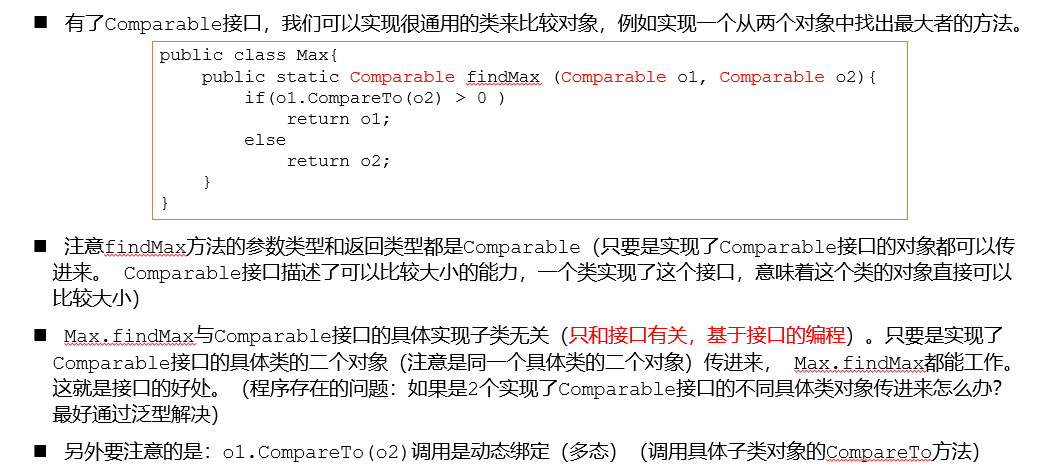 ■ 有了Comparable接口，我们可以实现很通用的类来比较对象，例如实现一个从两个对象中找出最大者的方法。
public class Max{
    public static Comparable findMax (Comparable o1, Comparable o2){
        if(o1.CompareTo(o2) > 0 )
            return o1;
        else
            return o2;
    }
}
■ 注意findMax方法的参数类型和返回类型都是Comparable（只要是实现了Comparable接口的对象都可以传
进来。 Comparable接口描述了可以比较大小的能力，一个类实现了这个接口，意味着这个类的对象直接可以
比较大小）
■ Max.findMax与Comparable接口的具体实现子类无关（只和接口有关，基于接口的编程）。只要是实现了
Comparable接口的具体类的二个对象（注意是同一个具体类的二个对象）传进来， Max.findMax都能工作。
这就是接口的好处。（程序存在的问题：如果是2个实现了Comparable接口的不同具体类对象传进来怎么办？
最好通过泛型解决）
■ 另外要注意的是：o1.CompareTo(o2)调用是动态绑定（多态）（调用具体子类对象的CompareTo方法）